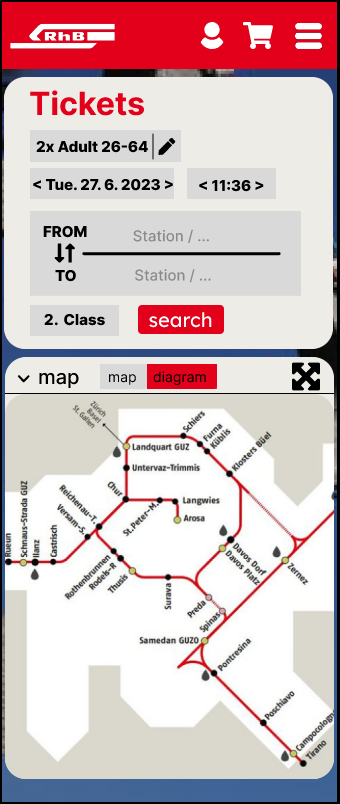 RhB
Tickets
2x Adult 26-64
< Tue. 27. 6. 2023 >
< 11:36 >
FROM
Station / ...
TO
Station / ...
2. Class
search
map
map
diagram
Zürich
Basel
St. Gallen
Landquart GUZ
Schiers
Furna
Küblis
Klosters Büel
Untervaz-Trimmis
Chur
Langwies
St.Peter-M.
Arosa
Reichenau-T.
Versam-S.
Castrisch
Ilanz
Schnaus-Strada GUZ
Rueun
Rothenbrunnen
Rodels-R
Thusis
Surava
Davos Dorf
Davos Platz
Zernez
Preda
Spinas
Samedan GUZO
Pontresina
Poschiavo
Campocologno
Tirano